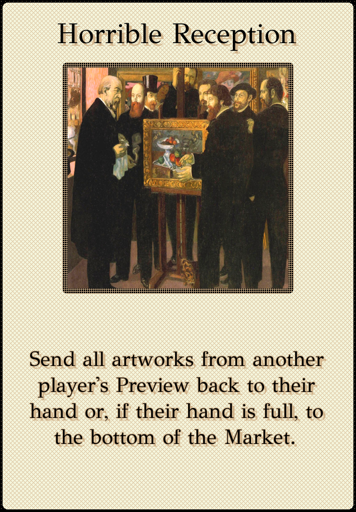 Horrible Reception
Send all artworks from another
player's Preview back to their
hand or, if their hand is full, to
the bottom of the Market.